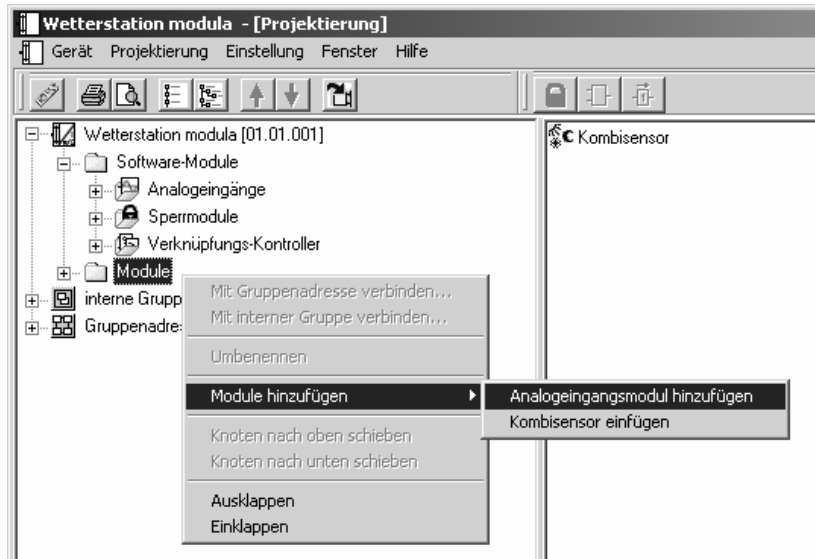 Wetterstation modula - [Projektierung]
Gerät Projektierung Einstellung Fenster Hilfe
Wetterstation modula [01.01.001]
Software-Module
Analogeingänge
Sperrmodule
Verknüpfungs-Kontroller
Module
interne Grupp
Gruppenadre
Kombisensor
Mit Gruppenadresse verbinden...
Mit interner Gruppe verbinden...
Umbenennen
Module hinzufügen
Knoten nach oben schieben
Knoten nach unten schieben
Ausklappen
Einklappen
Analogeingangsmodul hinzufügen
Kombisensor einfügen